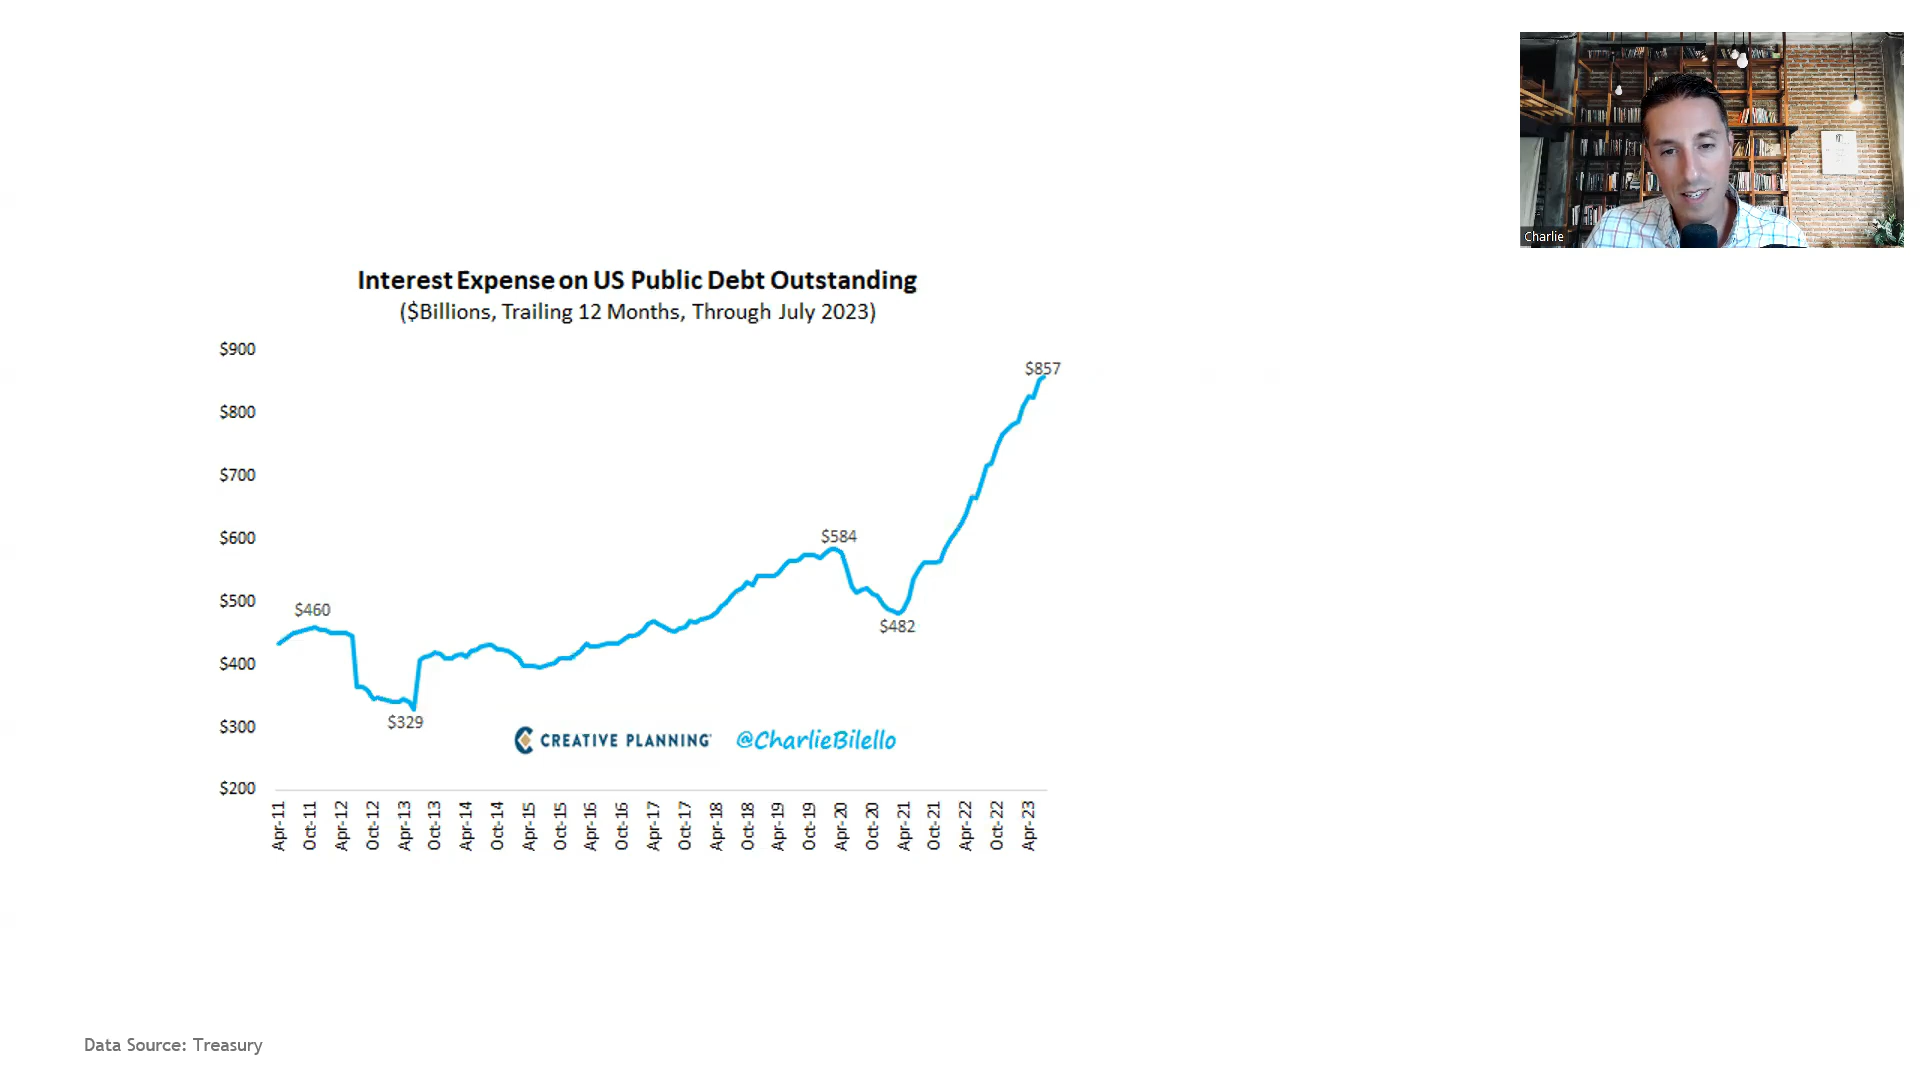 Charlie
Interest Expense on US Public Debt Outstanding
($Billions, Trailing 12 Months, Through July 2023)
$900
$800
$700
$600
$500
$400
$300
$200
$460
$329
$584
$482
$857
CREATIVE PLANNING
@CharlieBilello
Apr-11
Oct-11
Apr-12
Oct-12
Apr-13
Oct-13
Apr-14
Oct-14
Apr-15
Oct-15
Apr-16
Oct-16
Apr-17
Oct-17
Apr-18
Oct-18
Apr-19
Oct-19
Apr-20
Oct-20
Apr-21
Oct-21
Apr-22
Oct-22
Apr-23
Data Source: Treasury